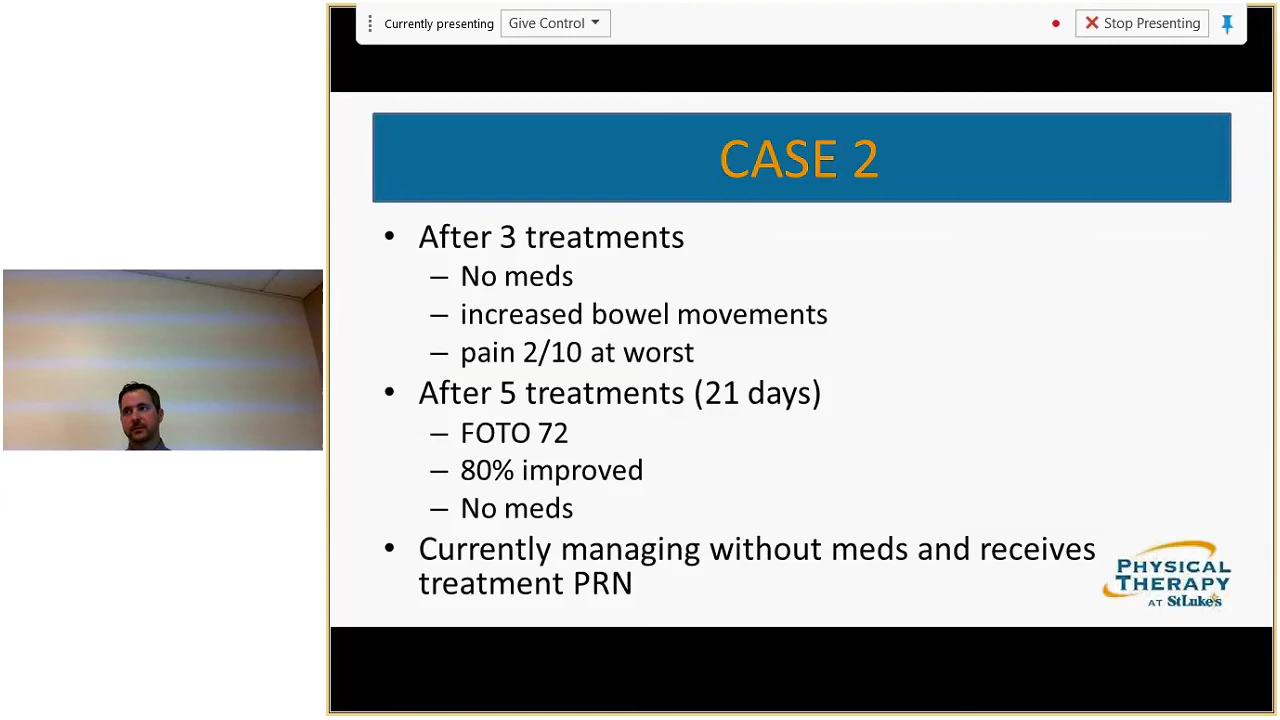 Currently presenting
Give Control
Stop Presenting
CASE 2
• After 3 treatments
– No meds
– increased bowel movements
– pain 2/10 at worst
• After 5 treatments (21 days)
– FOTO 72
– 80% improved
– No meds
• Currently managing without meds and receives
treatment PRN
PHYSICAL
THERAPY
AT StLuke's